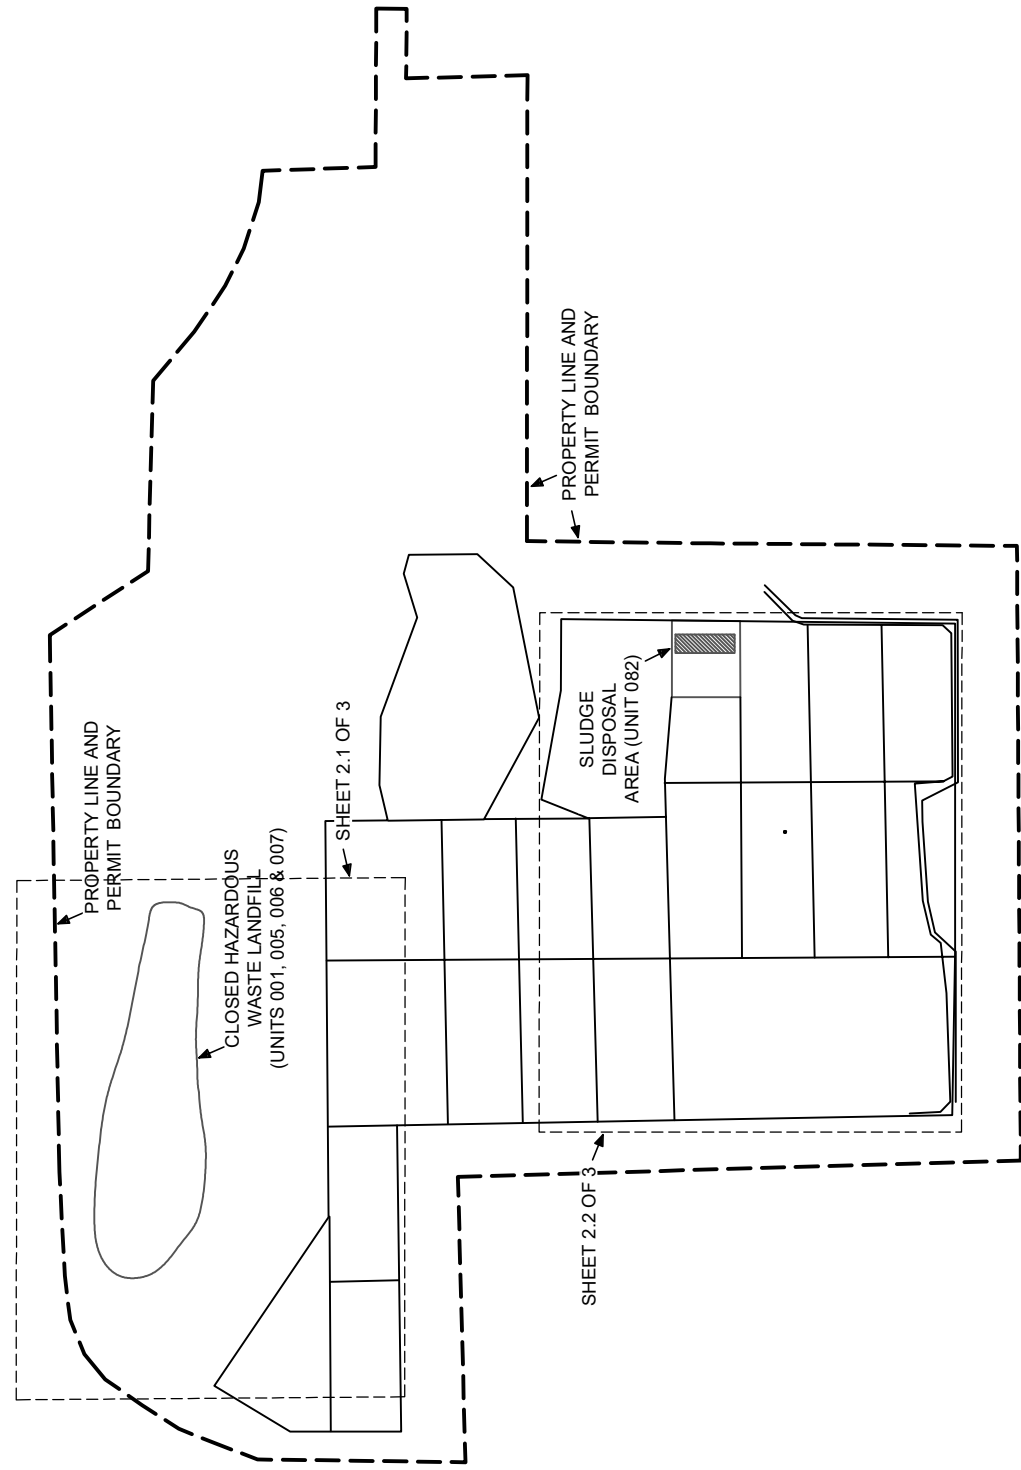 PROPERTY LINE AND
PERMIT BOUNDARY
PROPERTY LINE AND
PERMIT BOUNDARY
SHEET 2.1 OF 3
CLOSED HAZARDOUS
WASTE LANDFILL
(UNITS 001, 005, 006 & 007)
SLUDGE
DISPOSAL
AREA (UNIT 082)
SHEET 2.2 OF 3